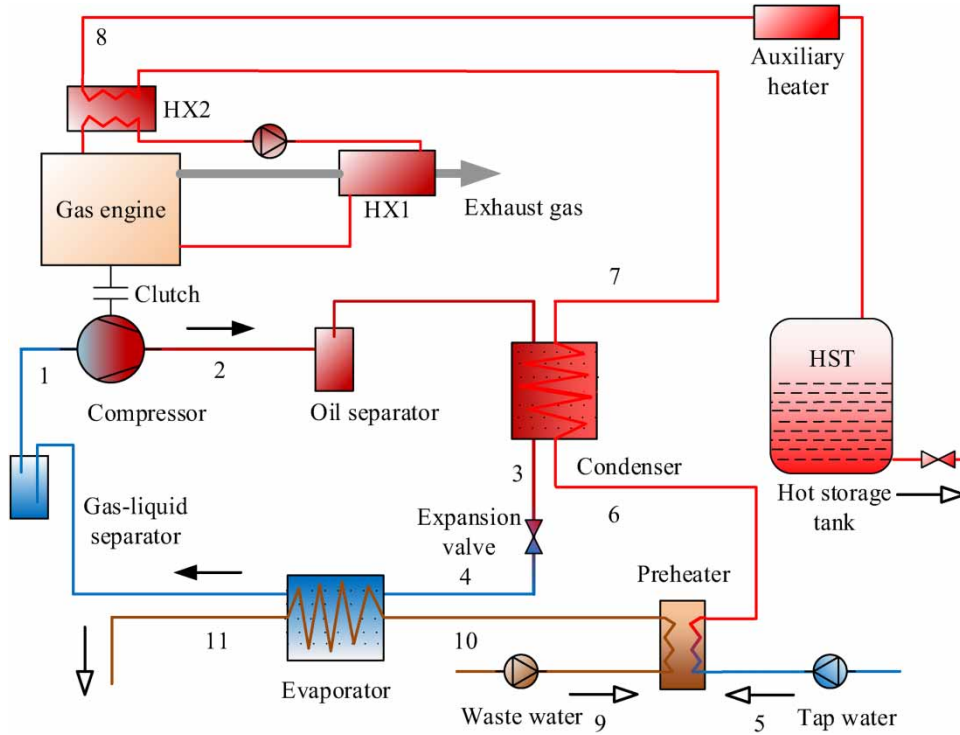 8
Auxiliary
heater
HX2
Gas engine
HX1
Exhaust gas
Clutch
7
1
2
Compressor
Oil separator
HST
3
Condenser
6
Hot storage
tank
Gas-liquid
separator
Expansion
valve
4
Preheater
11
10
Evaporator
Waste water
9
5
Tap water